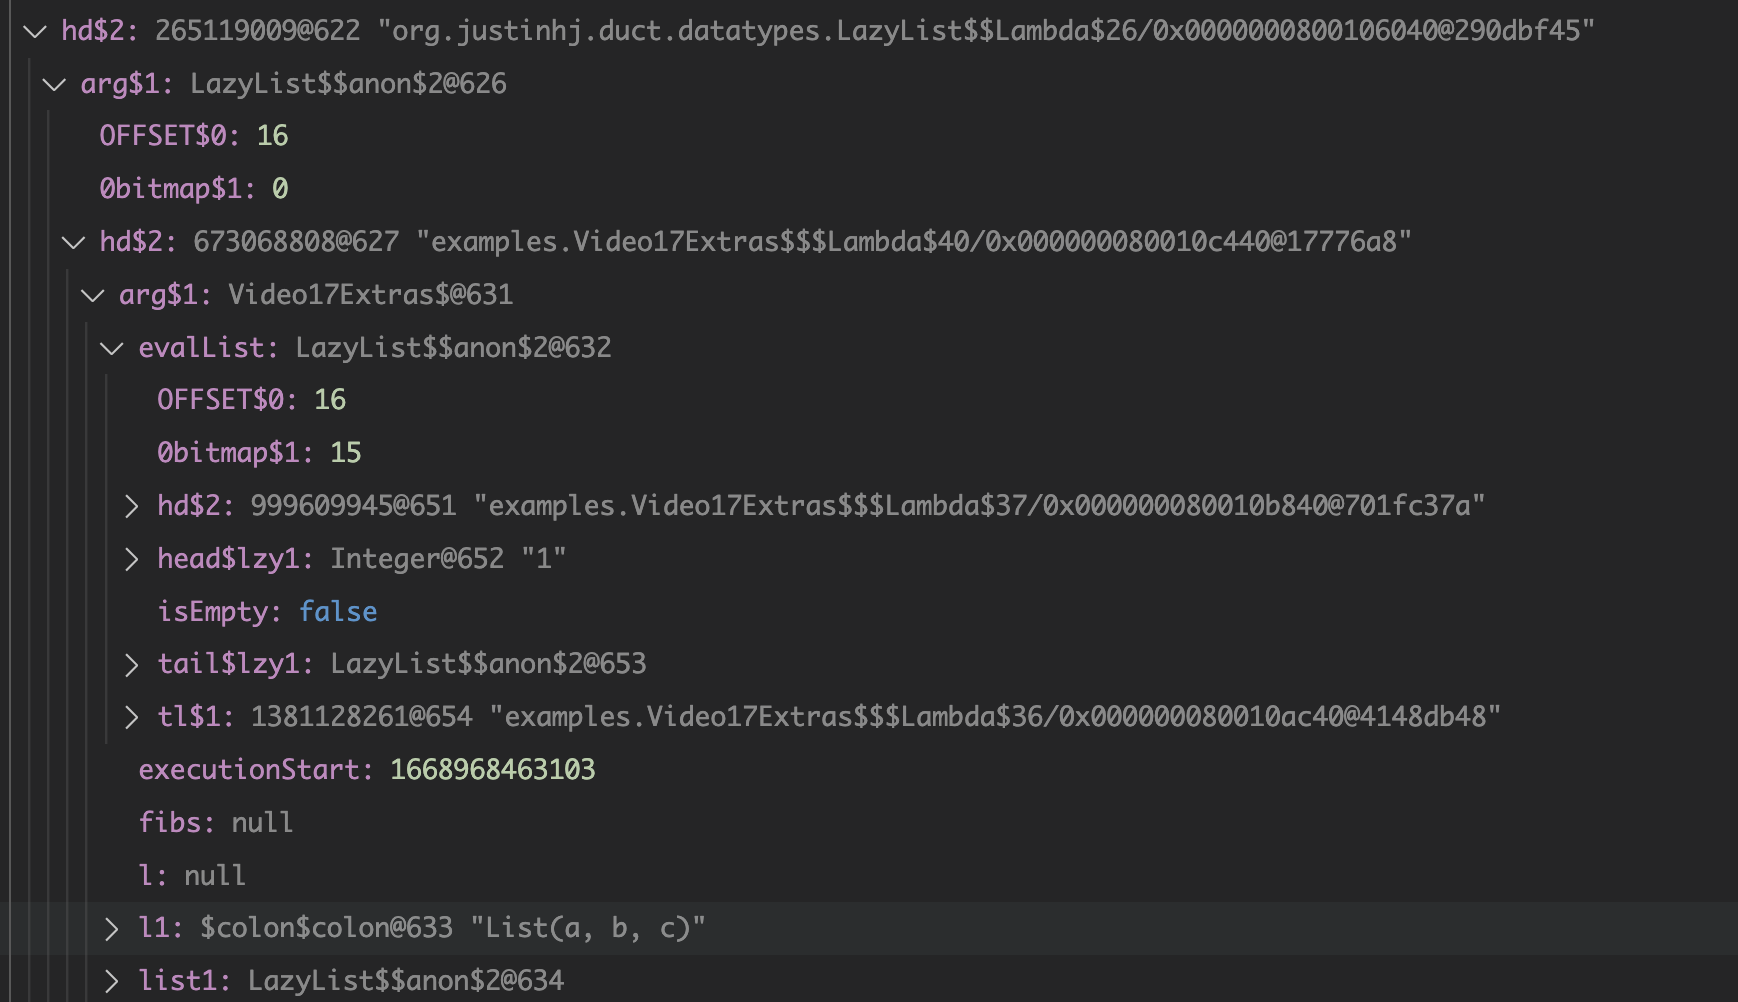 hd$2: 265119009@622 "org.justinhj.duct.datatypes.LazyList$$Lambda$26/0x0000000800106040@290dbf45"
arg$1: LazyList$$anon$2@626
OFFSET$0: 16
0bitmap$1: 0
hd$2: 673068808@627 "examples.Video17Extras$$$Lambda$40/0x000000080010c440@17776a8"
arg$1: Video17Extras$@631
evalList: LazyList$$anon$2@632
OFFSET$0: 16
0bitmap$1: 15
hd$2: 999609945@651 "examples.Video17Extras$$$Lambda$37/0x000000080010b840@701fc37a"
head$lzy1: Integer@652 "1"
isEmpty: false
tail$lzy1: LazyList$$anon$2@653
tl$1: 1381128261@654 "examples.Video17Extras$$$Lambda$36/0x000000080010ac40@4148db48"
executionStart: 1668968463103
fibs: null
l: null
l1: $colon$colon@633 "List(a, b, c)"
list1: LazyList$$anon$2@634